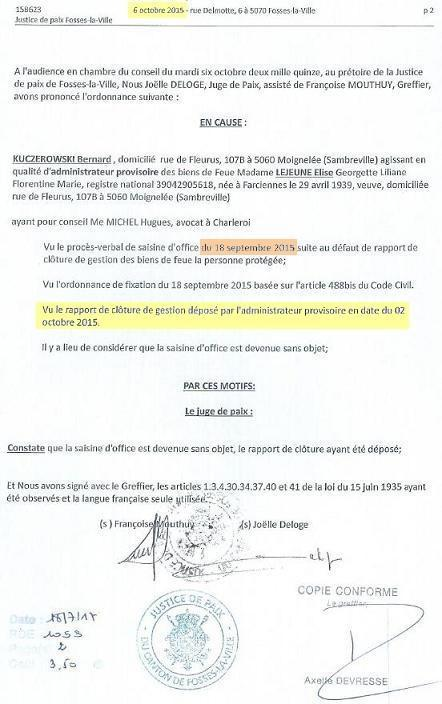 158623
6 octobre 2015 - rue Delmotte, 6 à 5070 Fosses-la-Ville
p 2
Justice de paix Fosses-la-Ville
A l'audience en chambre du conseil du mardi six octobre deux mille quinze, au prétoire de la Justice
de paix de Fosses-la-Ville, Nous Joëlle DELOGE, Juge de Paix, assisté de Françoise MOUTHUY, Greffier,
avons prononcé l'ordonnance suivante :
EN CAUSE :
KUCZEROWSKI Bernard , domicilié rue de Fleurus, 107B à 5060 Moignelée (Sambreville) agissant en
qualité d'administrateur provisoire des biens de Feue Madame LEJEUNE Elise Georgette Liliane
Florentine Marie, registre national 39042905618, née à Farciennes le 29 avril 1939, veuve, domiciliée
rue de Fleurus, 107B à 5060 Moignelée (Sambreville)
ayant pour conseil Me MICHEL Hugues, avocat à Charleroi
Vu le procès-verbal de saisine d'office du 18 septembre 2015 suite au défaut de rapport de
clôture de gestion des biens de feue la personne protégée;
Vu l'ordonnance de fixation du 18 septembre 2015 basée sur l'article 488bis du Code Civil.
Vu le rapport de clôture de gestion déposé par l'administrateur provisoire en date du 02
octobre 2015.
Il y a lieu de considérer que la saisine d'office est devenue sans objet;
PAR CES MOTIFS:
Le juge de paix :
Constate que la saisine d'office est devenue sans objet, le rapport de clôture ayant été déposé;
Et Nous avons signé avec le Greffier, les articles 1.3.4.30.34.37.40 et 41 de la loi du 15 juin 1935 ayant
été observés et la langue française seule utilisée.
(s ) Françoise Mouthuy
(s) Joëlle Deloge
COPIE CONFORME
Le greffier,
Date : 18/7/17
RDE 1055
2
3,50 €
JUSTICE DE PAIX
DU CANTON DE FOSSES-LA-VILLE
Axelle DEVRESSE